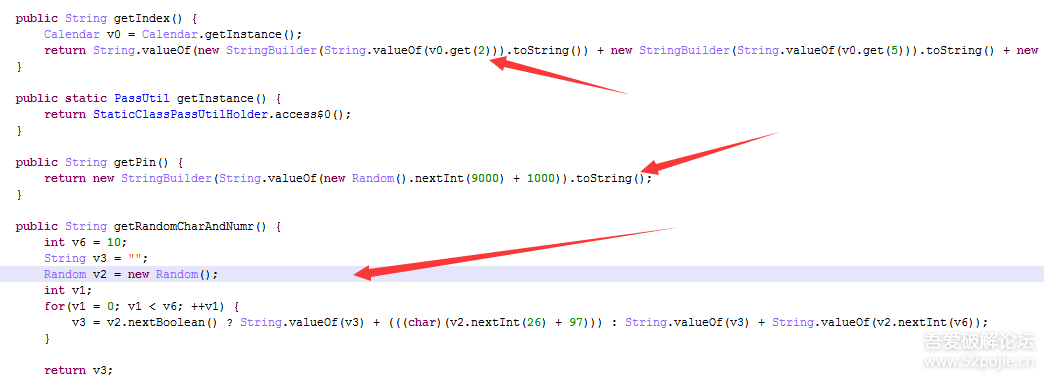 public String getIndex() {
Calendar v0 = Calendar.getInstance();
return String.valueOf(new StringBuilder(String.valueOf(v0.get(2))).toString()) + new StringBuilder(String.valueOf(v0.get(5))).toString() + new
}
public static PassUtil getInstance() {
return StaticClassPassUtilHolder.access$0();
}
public String getPin() {
return new StringBuilder(String.valueOf(new Random().nextInt(9000) + 1000)).toString();
}
public String getRandomCharAndNumr() {
int v6 = 10;
String v3 = "";
Random v2 = new Random();
int v1;
for(v1 = 0; v1 < v6; ++v1) {
v3 = v2.nextBoolean() ? String.valueOf(v3) + (((char)(v2.nextInt(26) + 97))) : String.valueOf(v3) + String.valueOf(v2.nextInt(v6));
}
return v3;
吾爱破解论坛
www.52pojie.cn